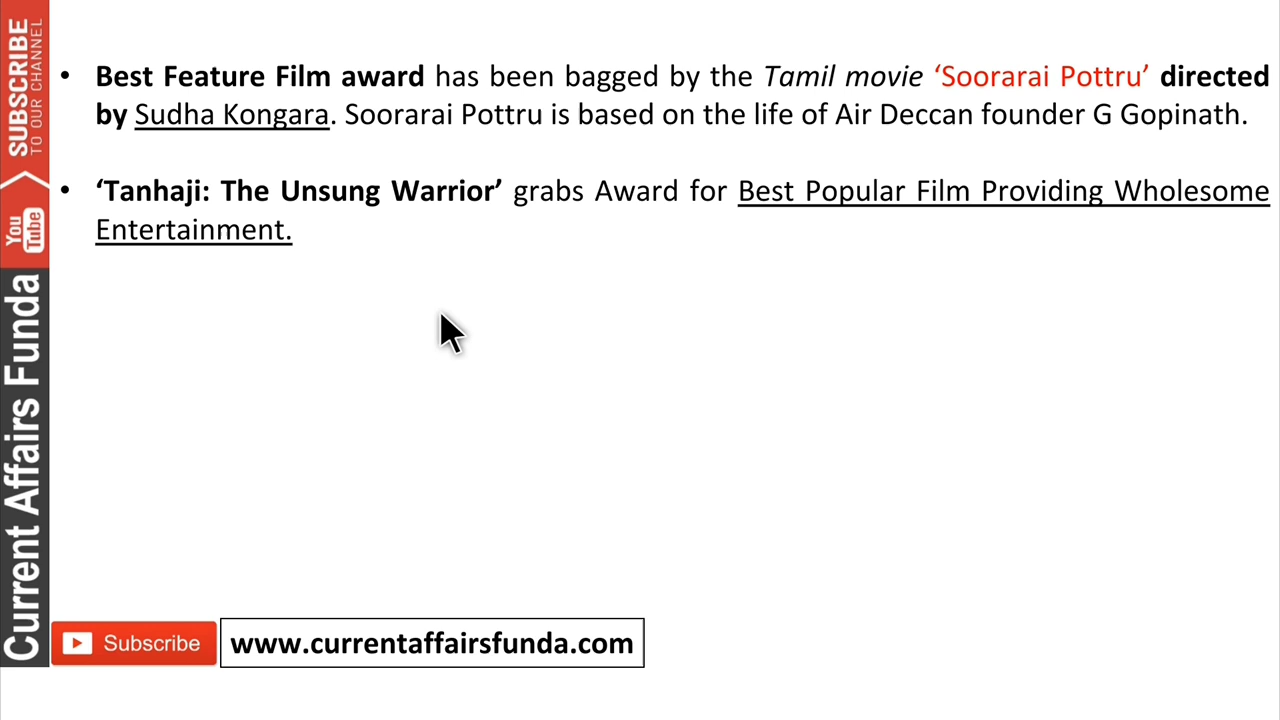 SUBSCRIBE
TO OUR CHANNEL
You
Tube
Current Affairs Funda
• Best Feature Film award has been bagged by the Tamil movie ‘Soorarai Pottru’ directed
by Sudha Kongara. Soorarai Pottru is based on the life of Air Deccan founder G Gopinath.
• ‘Tanhaji: The Unsung Warrior’ grabs Award for Best Popular Film Providing Wholesome
Entertainment.
Subscribe
www.currentaffairsfunda.com